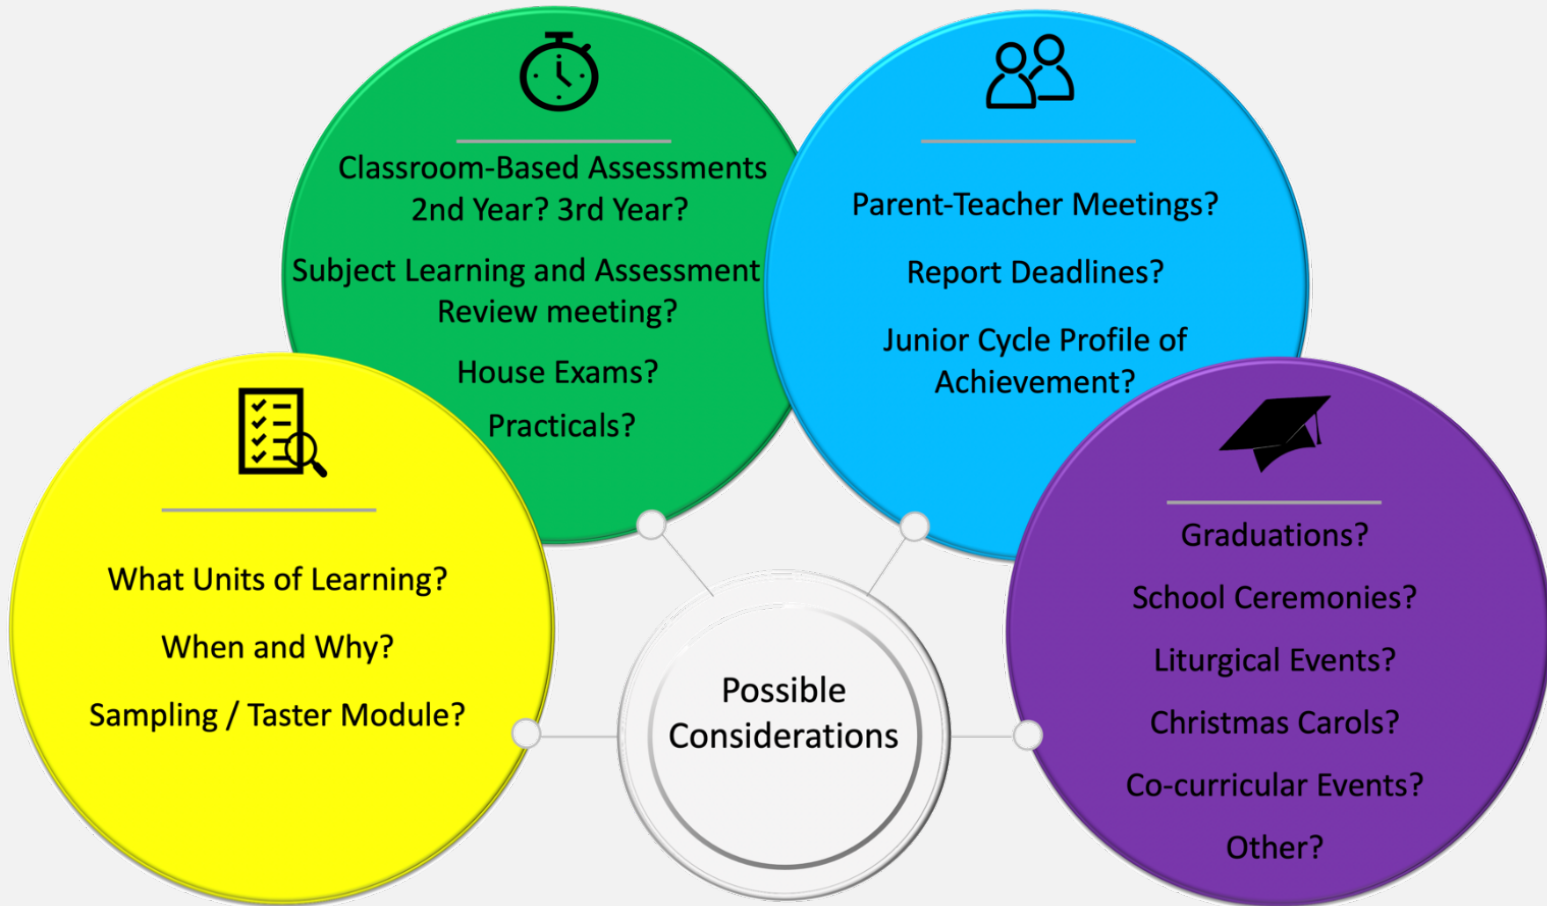 What Units of Learning?
When and Why?
Sampling / Taster Module?
Classroom-Based Assessments
2nd Year? 3rd Year?
Subject Learning and Assessment
Review meeting?
House Exams?
Practicals?
Parent-Teacher Meetings?
Report Deadlines?
Junior Cycle Profile of
Achievement?
Graduations?
School Ceremonies?
Liturgical Events?
Christmas Carols?
Co-curricular Events?
Other?
Possible
Considerations